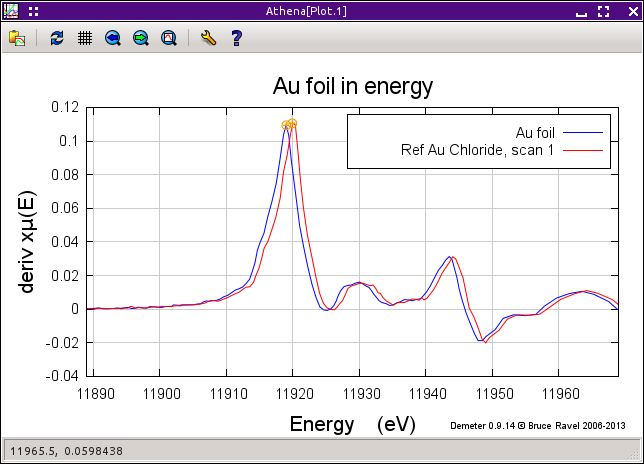 Athena[Plot.1]
?
Au foil in energy
0.12
0.1
0.08
0.06
0.04
0.02
0
-0.02
-0.04
deriv xμ(E)
Au foil
Ref Au Chloride, scan 1
11890 11900 11910 11920 11930 11940 11950 11960
Energy (eV)
Demeter 0.9.14 © Bruce Ravel 2006-2013
11965.5, 0.0598438